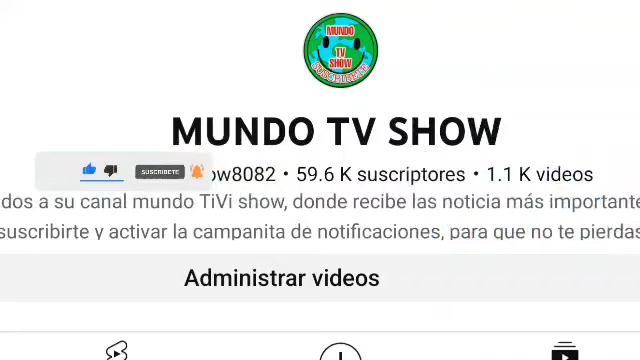 MUNDO
TV
SHOW
SUSCRIBETE
MUNDO TV SHOW
SUSCRIBETE
ow8082 • 59.6 K suscriptores • 1.1 K videos
dos a su canal mundo TiVi show, donde recibe las noticia más importante
suscribirte y activar la campanita de notificaciones, para que no te pierdas
Administrar videos